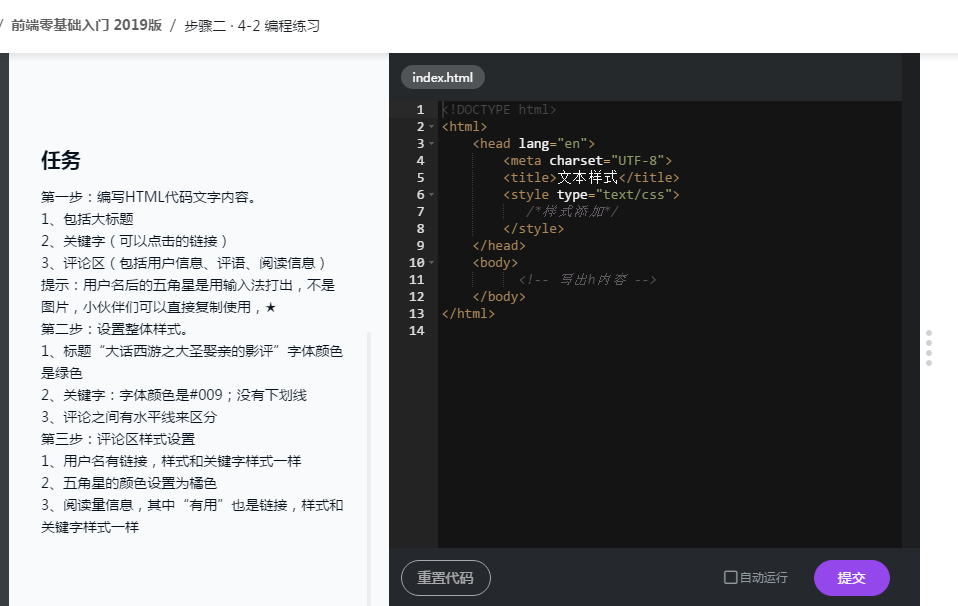 / 前端零基础入门 2019版 / 步骤二 · 4-2 编程练习
任务
第一步：编写HTML代码文字内容。
1、包括大标题
2、关键字（可以点击的链接）
3、评论区（包括用户信息、评语、阅读信息）
提示：用户名后的五角星是用输入法打出，不是
图片，小伙伴们可以直接复制使用，★
第二步：设置整体样式。
1、标题“大话西游之大圣娶亲的影评”字体颜色
是绿色
2、关键字：字体颜色是#009；没有下划线
3、评论之间有水平线来区分
第三步：评论区样式设置
1、用户名有链接，样式和关键字样式一样
2、五角星的颜色设置为橘色
3、阅读量信息，其中“有用”也是链接，样式和
关键字样式一样
index.html
1 <!DOCTYPE html>
2 <html>
3 <head lang="en">
4 <meta charset="UTF-8">
5 <title>文本样式</title>
6 <style type="text/css">
7 /*样式添加*/
8 </style>
9 </head>
10 <body>
11 <!-- 写出h内容 -->
12 </body>
13 </html>
14
重置代码
自动运行
提交